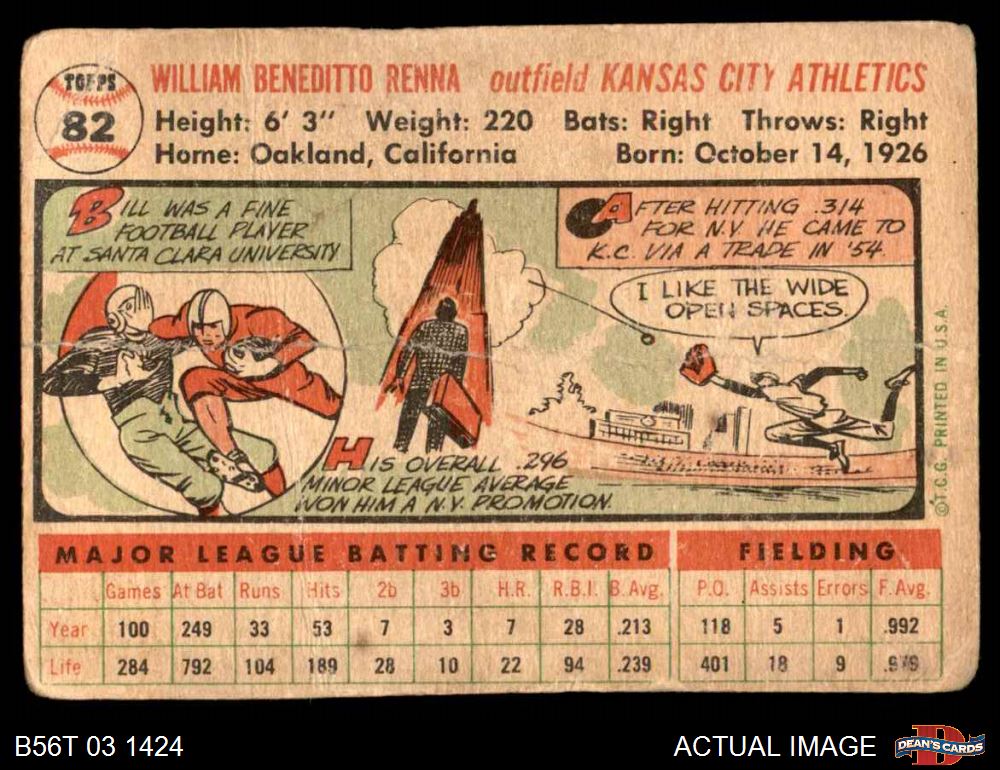 TOPPS
82
WILLIAM BENEDITTO RENNA outfield KANSAS CITY ATHLETICS
Height: 6' 3" Weight: 220 Bats: Right Throws: Right
Home: Oakland, California Born: October 14, 1926
BILL WAS A FINE
FOOTBALL PLAYER
AT SANTA CLARA UNIVERSITY
HIS OVERALL .296
MINOR LEAGUE AVERAGE
WON HIM A N.Y. PROMOTION.
AFTER HITTING .314
FOR N.Y. HE CAME TO
K.C. VIA A TRADE IN '54.
I LIKE THE WIDE
OPEN SPACES.
©T.C.G. PRINTED IN U.S.A.
MAJOR LEAGUE BATTING RECORD FIELDING
Games At Bat Runs Hits 2b 3b H.R. R.B.I. B.Avg. P.O. Assists Errors F.Avg.
Year 100 249 33 53 7 3 7 28 .213 118 5 1 .992
Life 284 792 104 189 28 10 22 94 .239 401 18 9 .979
B56T 03 1424
ACTUAL IMAGE
D
DEAN'S CARDS